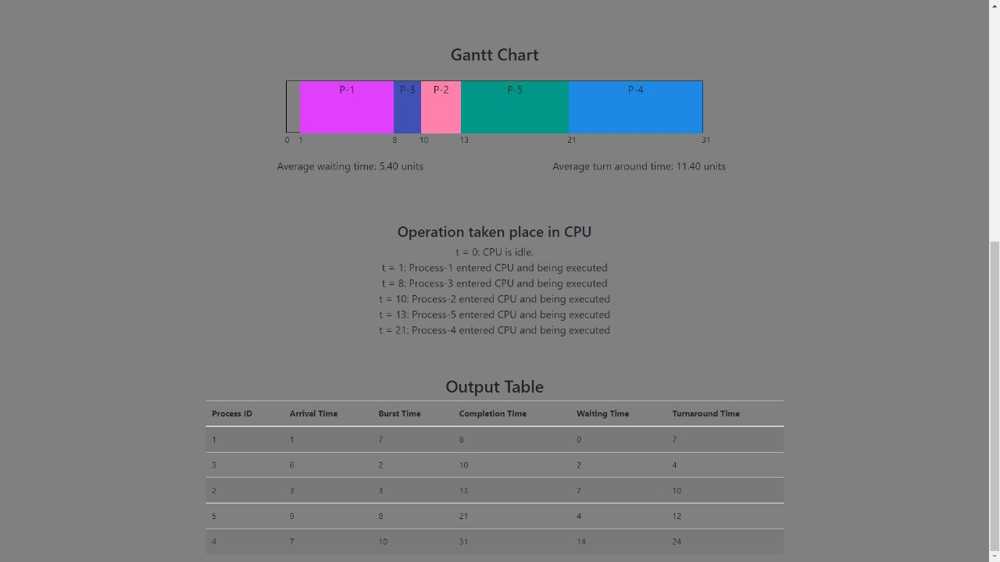 Gantt Chart
P-1 P-3 P-2 P-5 P-4
0 1 8 10 13 21 31
Average waiting time: 5.40 units Average turn around time: 11.40 units
Operation taken place in CPU
t = 0: CPU is idle.
t = 1: Process-1 entered CPU and being executed
t = 8: Process-3 entered CPU and being executed
t = 10: Process-2 entered CPU and being executed
t = 13: Process-5 entered CPU and being executed
t = 21: Process-4 entered CPU and being executed
Output Table
Process ID Arrival Time Burst Time Completion Time Waiting Time Turnaround Time
1 1 7 8 0 7
3 6 2 10 2 4
2 3 3 13 7 10
5 9 8 21 4 12
4 7 10 31 14 24